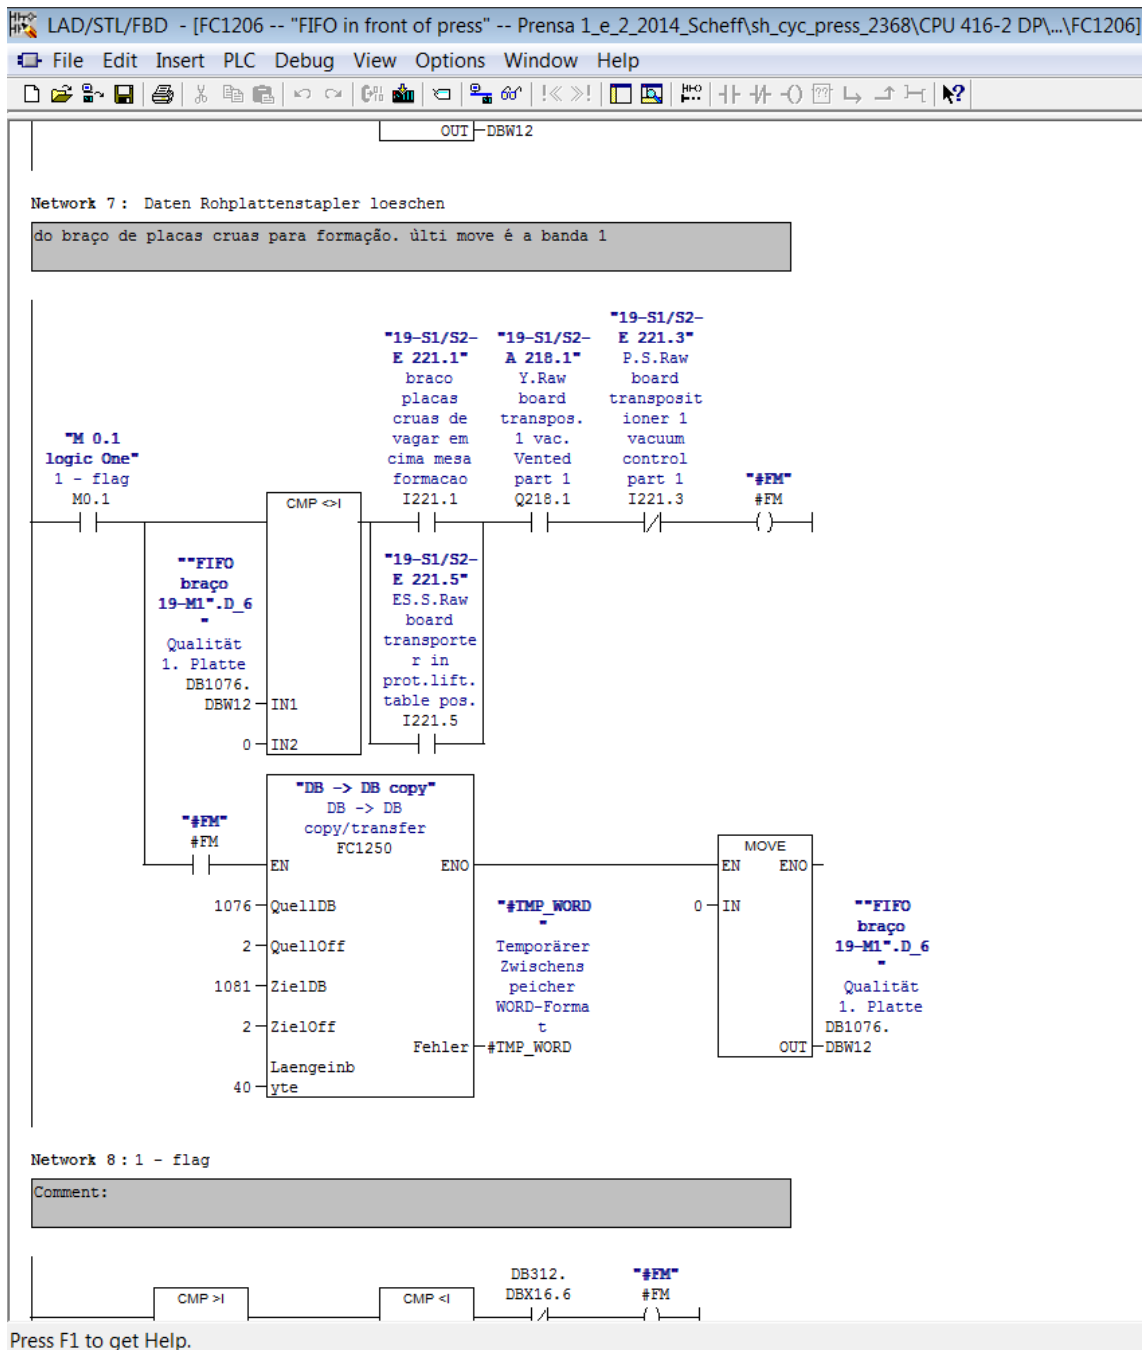 LAD/STL/FBD - [FC1206 -- "FIFO in front of press" -- Prensa 1_e_2_2014_Scheff\sh_cyc_press_2368\CPU 416-2 DP\...\FC1206]
File Edit Insert PLC Debug View Options Window Help
OUT DBW12
Network 7 : Daten Rohplattenstapler loeschen
do braço de placas cruas para formação. ùlti move é a banda 1
"M 0.1
logic One"
1 - flag
M0.1
CMP <>I
""FIFO
braço
19-M1".D_6
"
Qualität
1. Platte
DB1076.
DBW12 IN1
0 IN2
"19-S1/S2-
E 221.1"
braco
placas
cruas de
vagar em
cima mesa
formacao
I221.1
"19-S1/S2-
E 221.5"
ES.S.Raw
board
transporte
r in
prot.lift.
table pos.
I221.5
"19-S1/S2-
A 218.1"
Y.Raw
board
transpos.
1 vac.
Vented
part 1
Q218.1
"19-S1/S2-
E 221.3"
P.S.Raw
board
transposit
ioner 1
vacuum
control
part 1
I221.3
"#FM"
#FM
"#FM"
#FM
"DB -> DB copy"
DB -> DB
copy/transfer
FC1250
EN ENO
1076 QuellDB
2 QuellOff
1081 ZielDB
2 ZielOff
Fehler #TMP_WORD
Laengeinb
40 yte
"#TMP_WORD
"
Temporärer
Zwischens
peicher
WORD-Forma
t
MOVE
EN ENO
0 IN
""FIFO
braço
19-M1".D_6
"
Qualität
1. Platte
DB1076.
OUT DBW12
Network 8 : 1 - flag
Comment:
CMP >I
CMP <I
DB312.
DBX16.6
"#FM"
#FM
Press F1 to get Help.